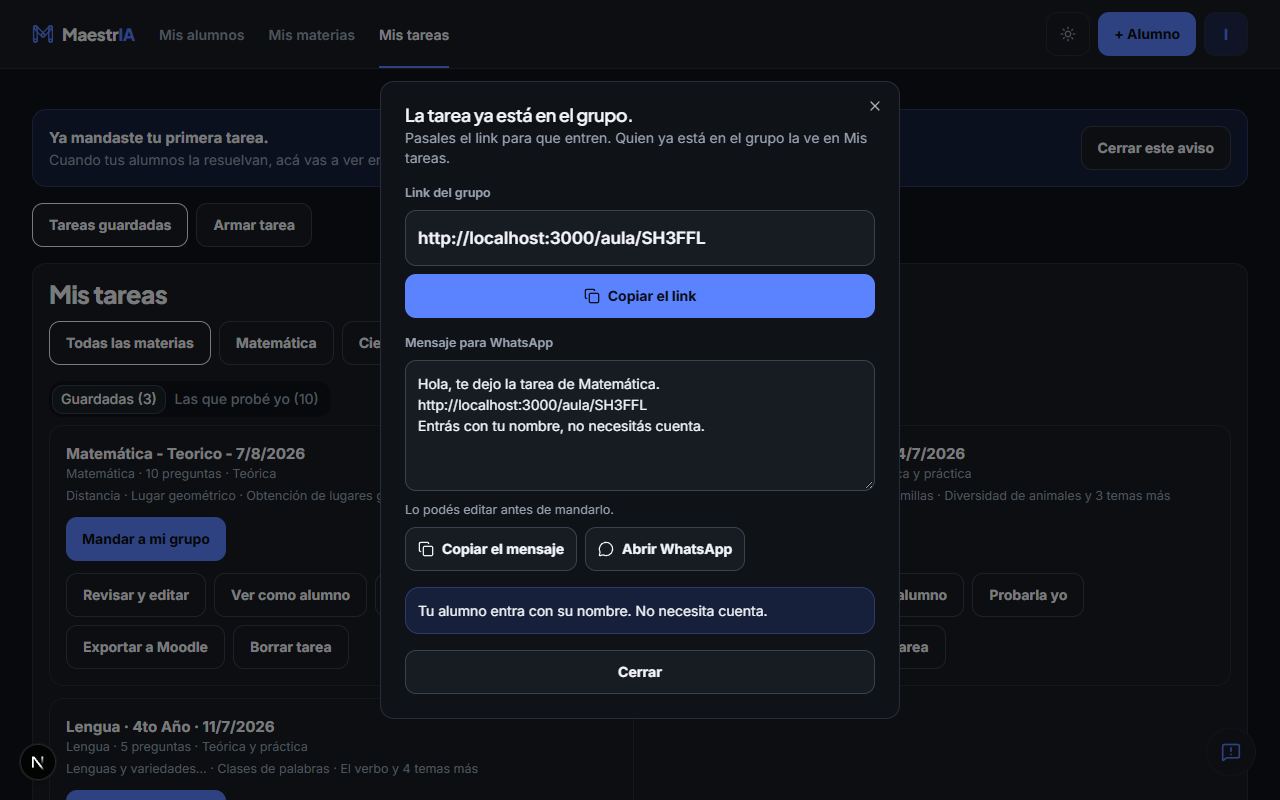 MaestrIA
Mis alumnos
Mis materias
Mis tareas
+ Alumno
I
Ya mandaste tu primera tarea.
Cuando tus alumnos la resuelvan, acá vas a ver
Cerrar este aviso
Tareas guardadas
Armar tarea
Mis tareas
Todas las materias
Matemática
Guardadas (3)
Las que probé yo (10)
Matemática - Teorico - 7/8/2026
Matemática · 10 preguntas · Teórica
Distancia · Lugar geométrico · Obtención de lugares
Mandar a mi grupo
Revisar y editar
Ver como alumno
Exportar a Moodle
Borrar tarea
Lengua · 4to Año · 11/7/2026
Lengua · 5 preguntas · Teórica y práctica
Lenguas y variedades... · Clases de palabras · El verbo y 4 temas más
4/7/2026
y práctica
Diversidad de animales y 3 temas más
Probarla yo
La tarea ya está en el grupo.
Pasales el link para que entren. Quien ya está en el grupo la ve en Mis
tareas.
Link del grupo
http://localhost:3000/aula/SH3FFL
Copiar el link
Mensaje para WhatsApp
Hola, te dejo la tarea de Matemática.
http://localhost:3000/aula/SH3FFL
Entrás con tu nombre, no necesitás cuenta.
Lo podés editar antes de mandarlo.
Copiar el mensaje
Abrir WhatsApp
Tu alumno entra con su nombre. No necesita cuenta.
Cerrar
N